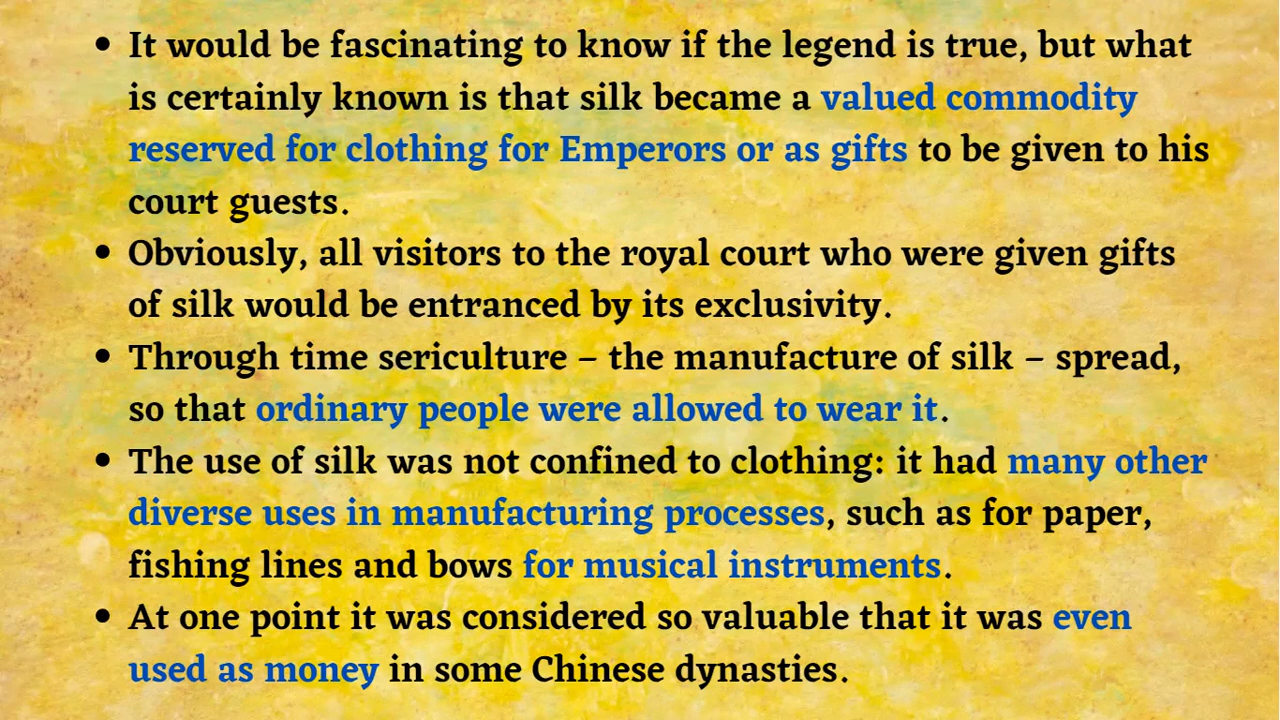 • It would be fascinating to know if the legend is true, but what
is certainly known is that silk became a valued commodity
reserved for clothing for Emperors or as gifts to be given to his
court guests.
• Obviously, all visitors to the royal court who were given gifts
of silk would be entranced by its exclusivity.
• Through time sericulture – the manufacture of silk – spread,
so that ordinary people were allowed to wear it.
• The use of silk was not confined to clothing: it had many other
diverse uses in manufacturing processes, such as for paper,
fishing lines and bows for musical instruments.
• At one point it was considered so valuable that it was even
used as money in some Chinese dynasties.